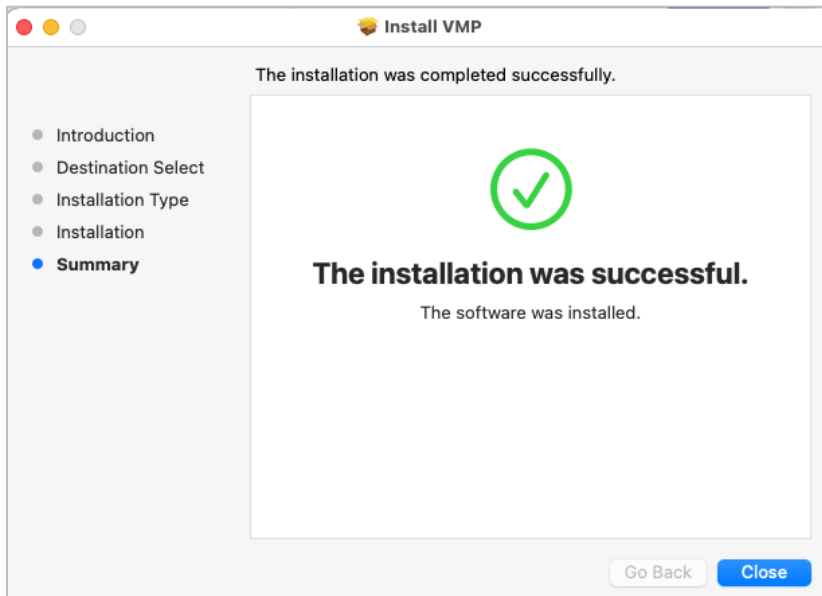 Install VMP
The installation was completed successfully.
Introduction
Destination Select
Installation Type
Installation
Summary
The installation was successful.
The software was installed.
Go Back
Close